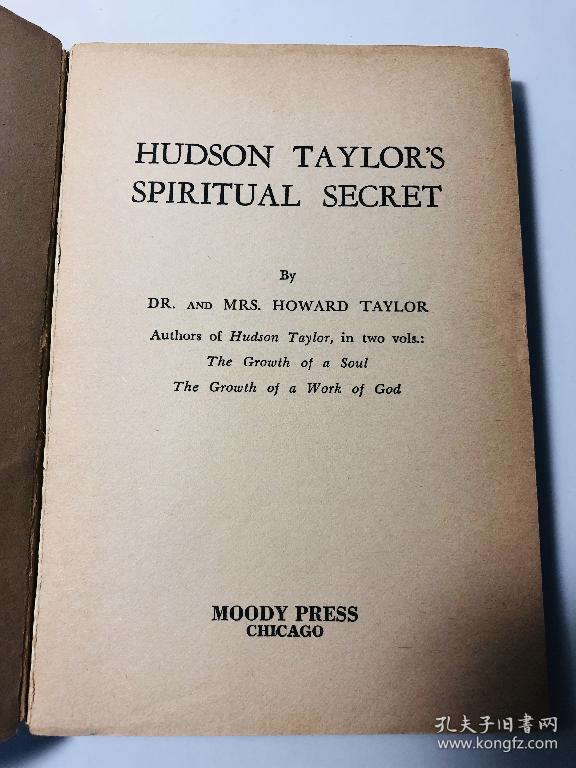 HUDSON TAYLOR'S
SPIRITUAL SECRET
By
DR. AND MRS. HOWARD TAYLOR
Authors of Hudson Taylor, in two vols.:
The Growth of a Soul
The Growth of a Work of God
MOODY PRESS
CHICAGO
孔夫子旧书网
www.kongfz.com